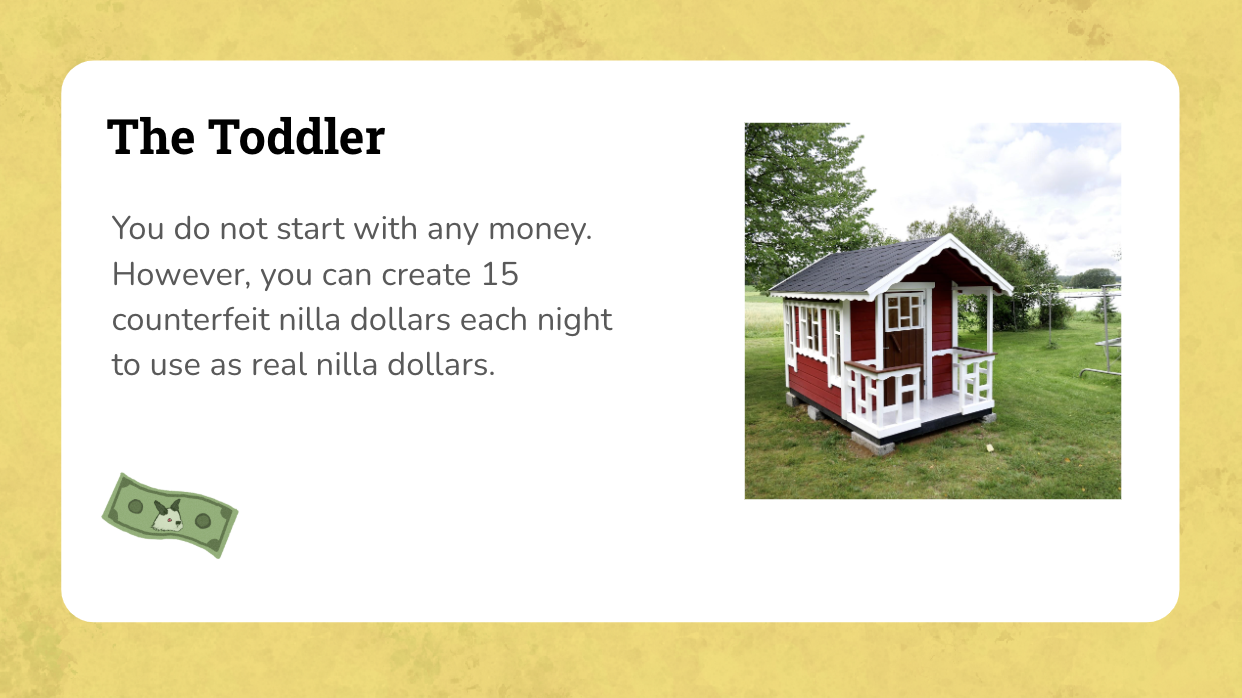 The Toddler
You do not start with any money.
However, you can create 15
counterfeit nilla dollars each night
to use as real nilla dollars.